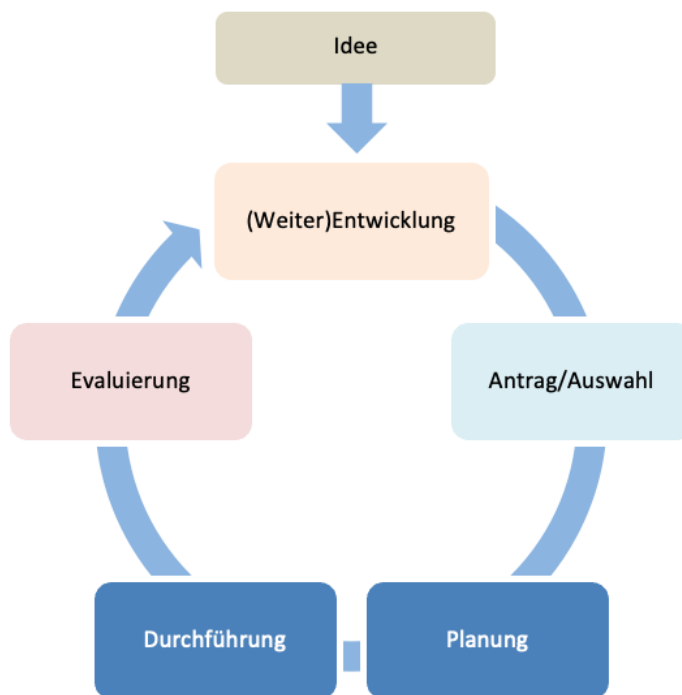 Idee
(Weiter)Entwicklung
Evaluierung
Antrag/Auswahl
Durchführung
Planung